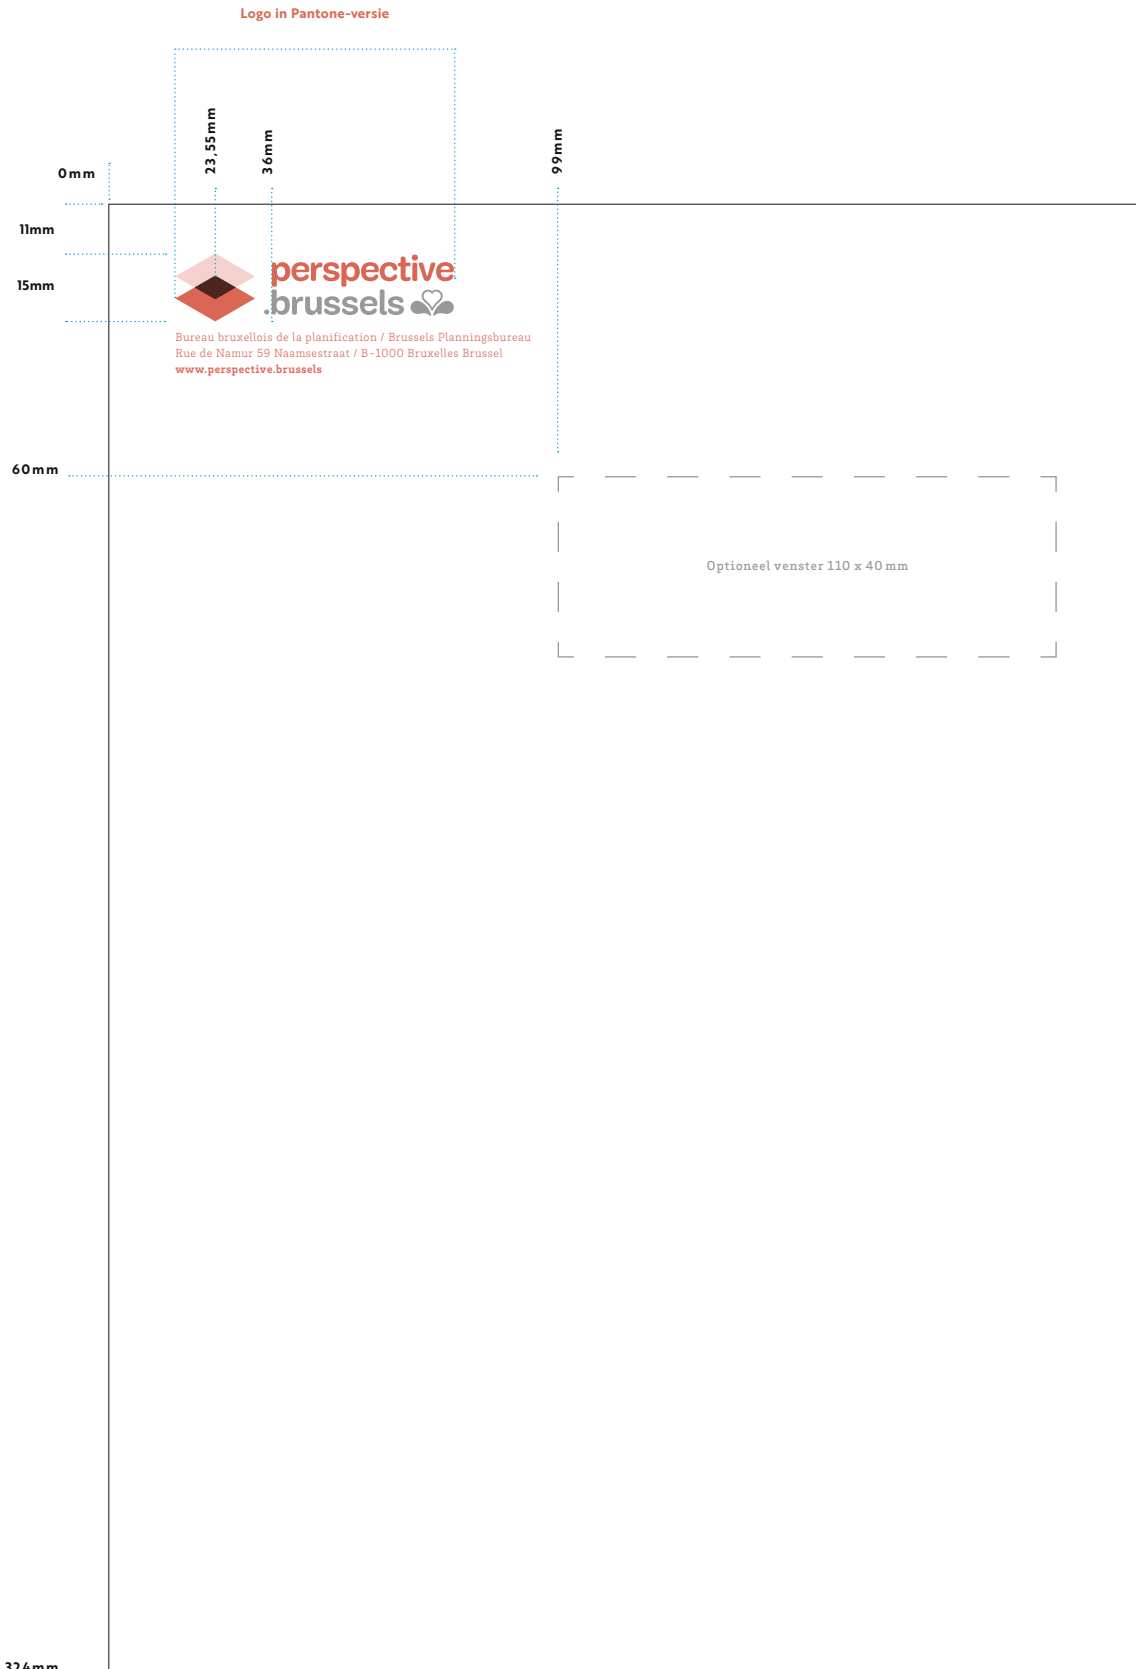 Logo in Pantone-versie
23,55mm
36mm
99mm
0mm
11mm
15mm
perspective
.brussels
Bureau bruxellois de la planification / Brussels Planningsbureau
Rue de Namur 59 Naamsestraat / B-1000 Bruxelles Brussel
www.perspective.brussels
60mm
Optioneel venster 110 x 40 mm
324mm